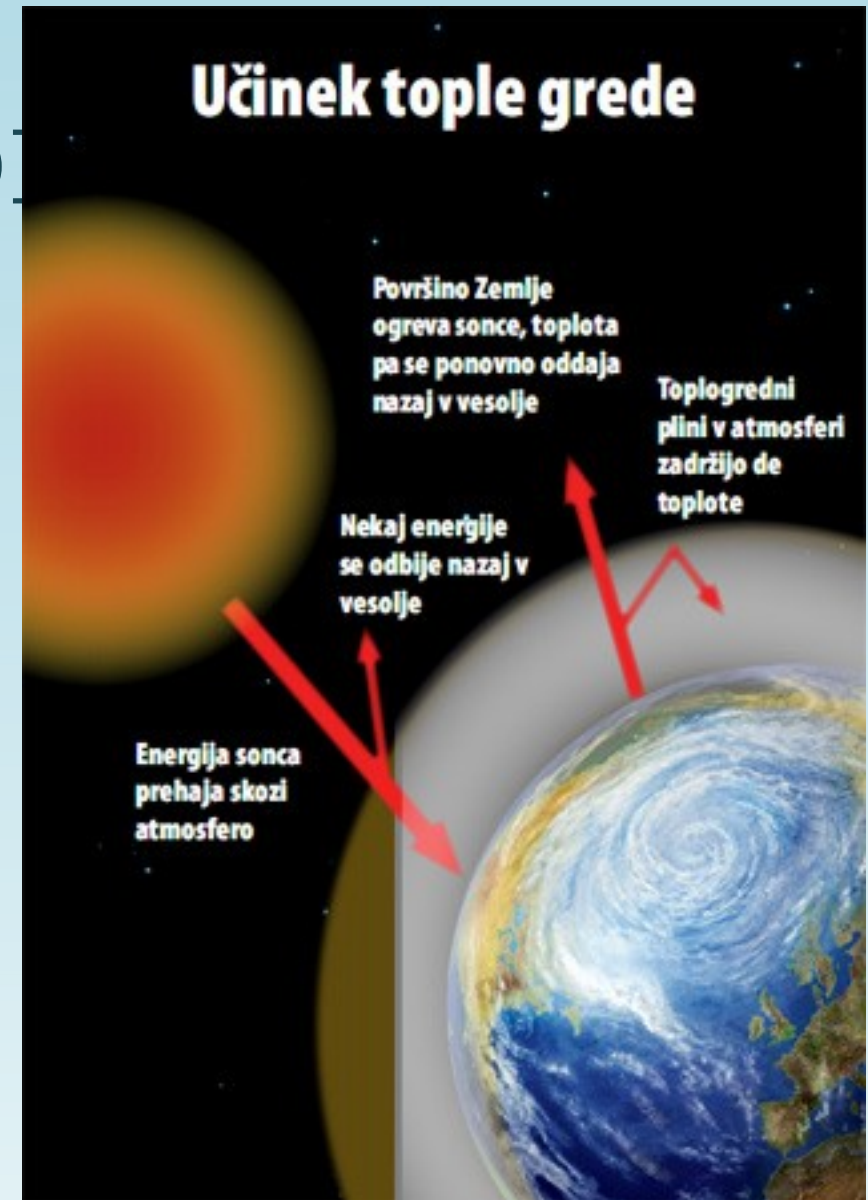 Učinek tople grede
Površino Zemlje
ogreva sonce, toplota
pa se ponovno oddaja
nazaj v vesolje
Toplogredni
plini v atmosferi
zadržijo de
toplote
Nekaj energije
se odbije nazaj v
vesolje
Energija sonca
prehaja skozi
atmosfero